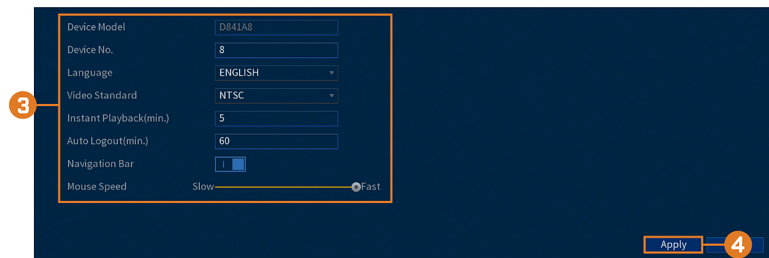 Device Model D841A8
Device No. 8
Language ENGLISH
Video Standard NTSC
3
Instant Playback(min.) 5
Auto Logout(min.) 60
Navigation Bar
Mouse Speed Slow Fast
Apply 4